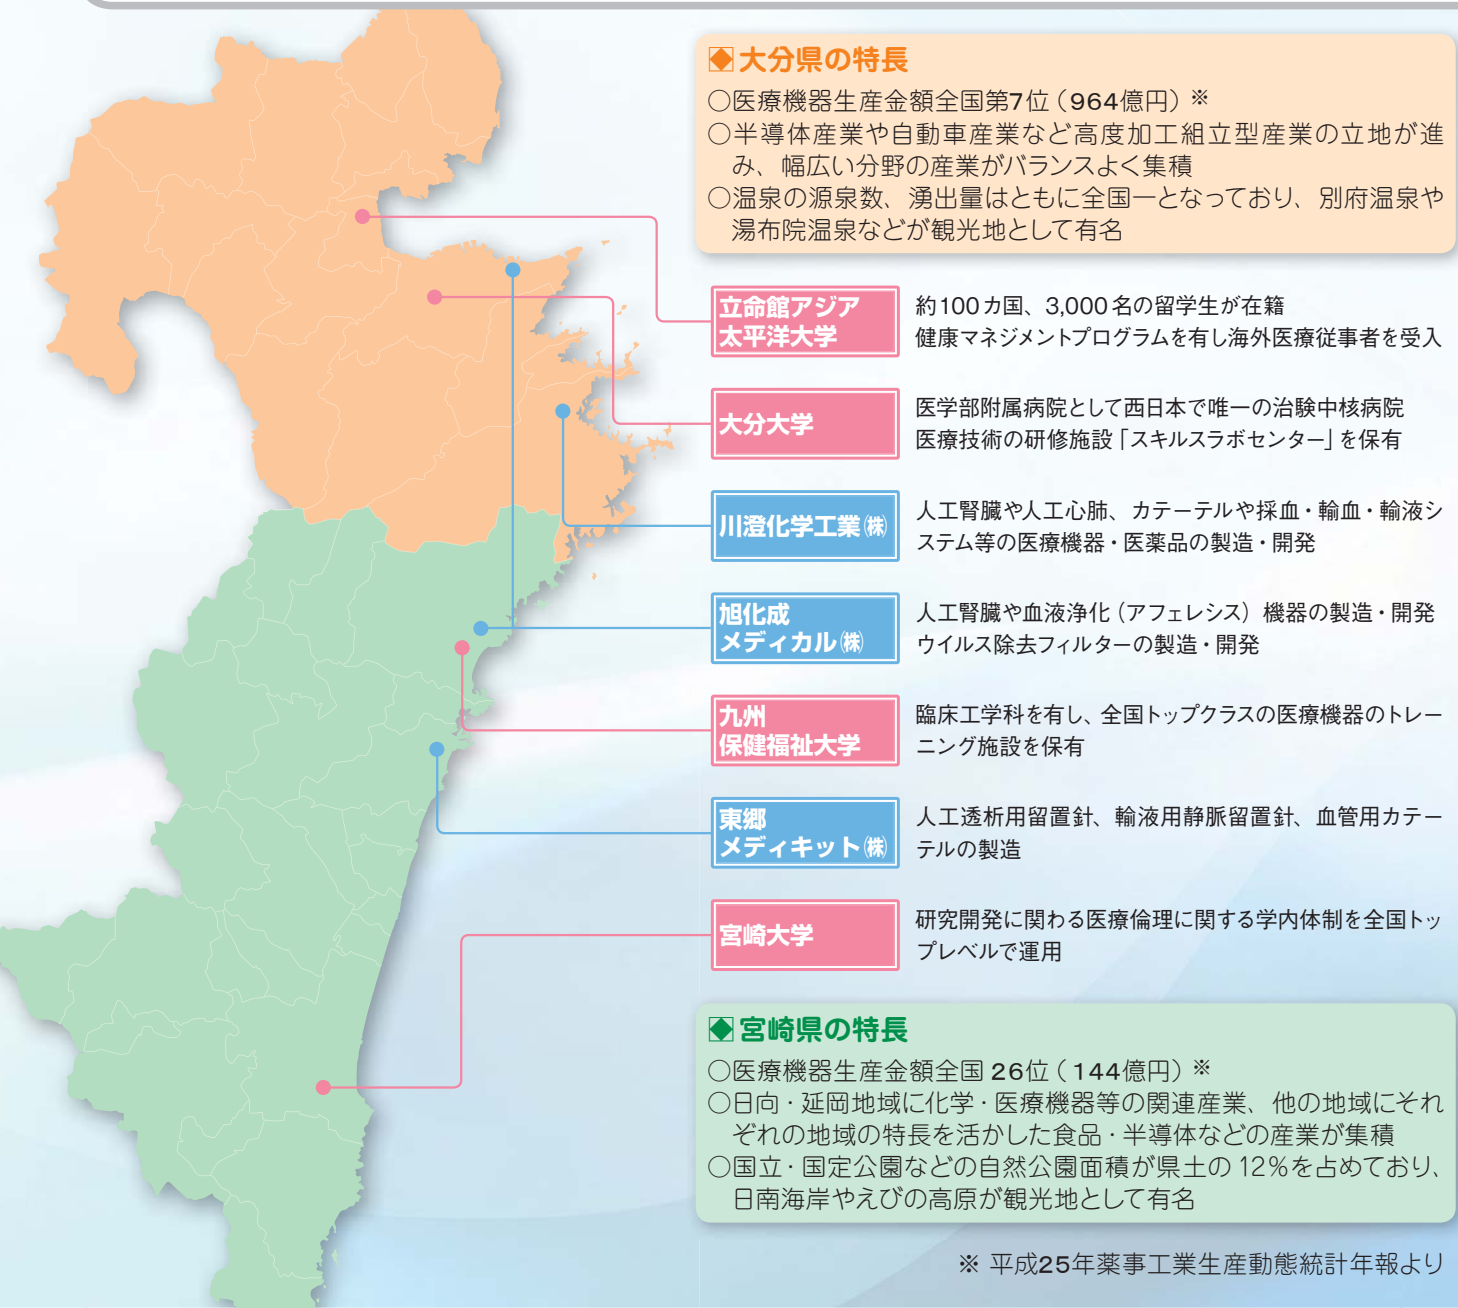 ◆大分県の特長
○医療機器生産金額全国第7位(964億円)※
○半導体産業や自動車産業など高度加工組立型産業の立地が進
み、幅広い分野の産業がバランスよく集積
○温泉の源泉数、湧出量はともに全国一となっており、別府温泉や
湯布院温泉などが観光地として有名
立命館アジア
太平洋大学
約100カ国、3,000名の留学生が在籍
健康マネジメントプログラムを有し海外医療従事者を受入
大分大学
医学部附属病院として西日本で唯一の治験中核病院
医療技術の研修施設「スキルスラボセンター」を保有
川澄化学工業㈱
人工腎臓や人工心肺、カテーテルや採血・輸血・輸液シ
ステム等の医療機器・医薬品の製造・開発
旭化成
メディカル㈱
人工腎臓や血液浄化(アフェレシス)機器の製造・開発
ウイルス除去フィルターの製造・開発
九州
保健福祉大学
臨床工学科を有し、全国トップクラスの医療機器のトレー
ニング施設を保有
東郷
メディキット㈱
人工透析用留置針、輸液用静脈留置針、血管用カテー
テルの製造
宮崎大学
研究開発に関わる医療倫理に関する学内体制を全国トッ
プレベルで運用
◆宮崎県の特長
○医療機器生産金額全国26位(144億円)※
○日向・延岡地域に化学・医療機器等の関連産業、他の地域にそれ
ぞれの地域の特長を活かした食品・半導体などの産業が集積
○国立・国定公園などの自然公園面積が県土の12%を占めており、
日南海岸やえびの高原が観光地として有名
※ 平成25年薬事工業生産動態統計年報より